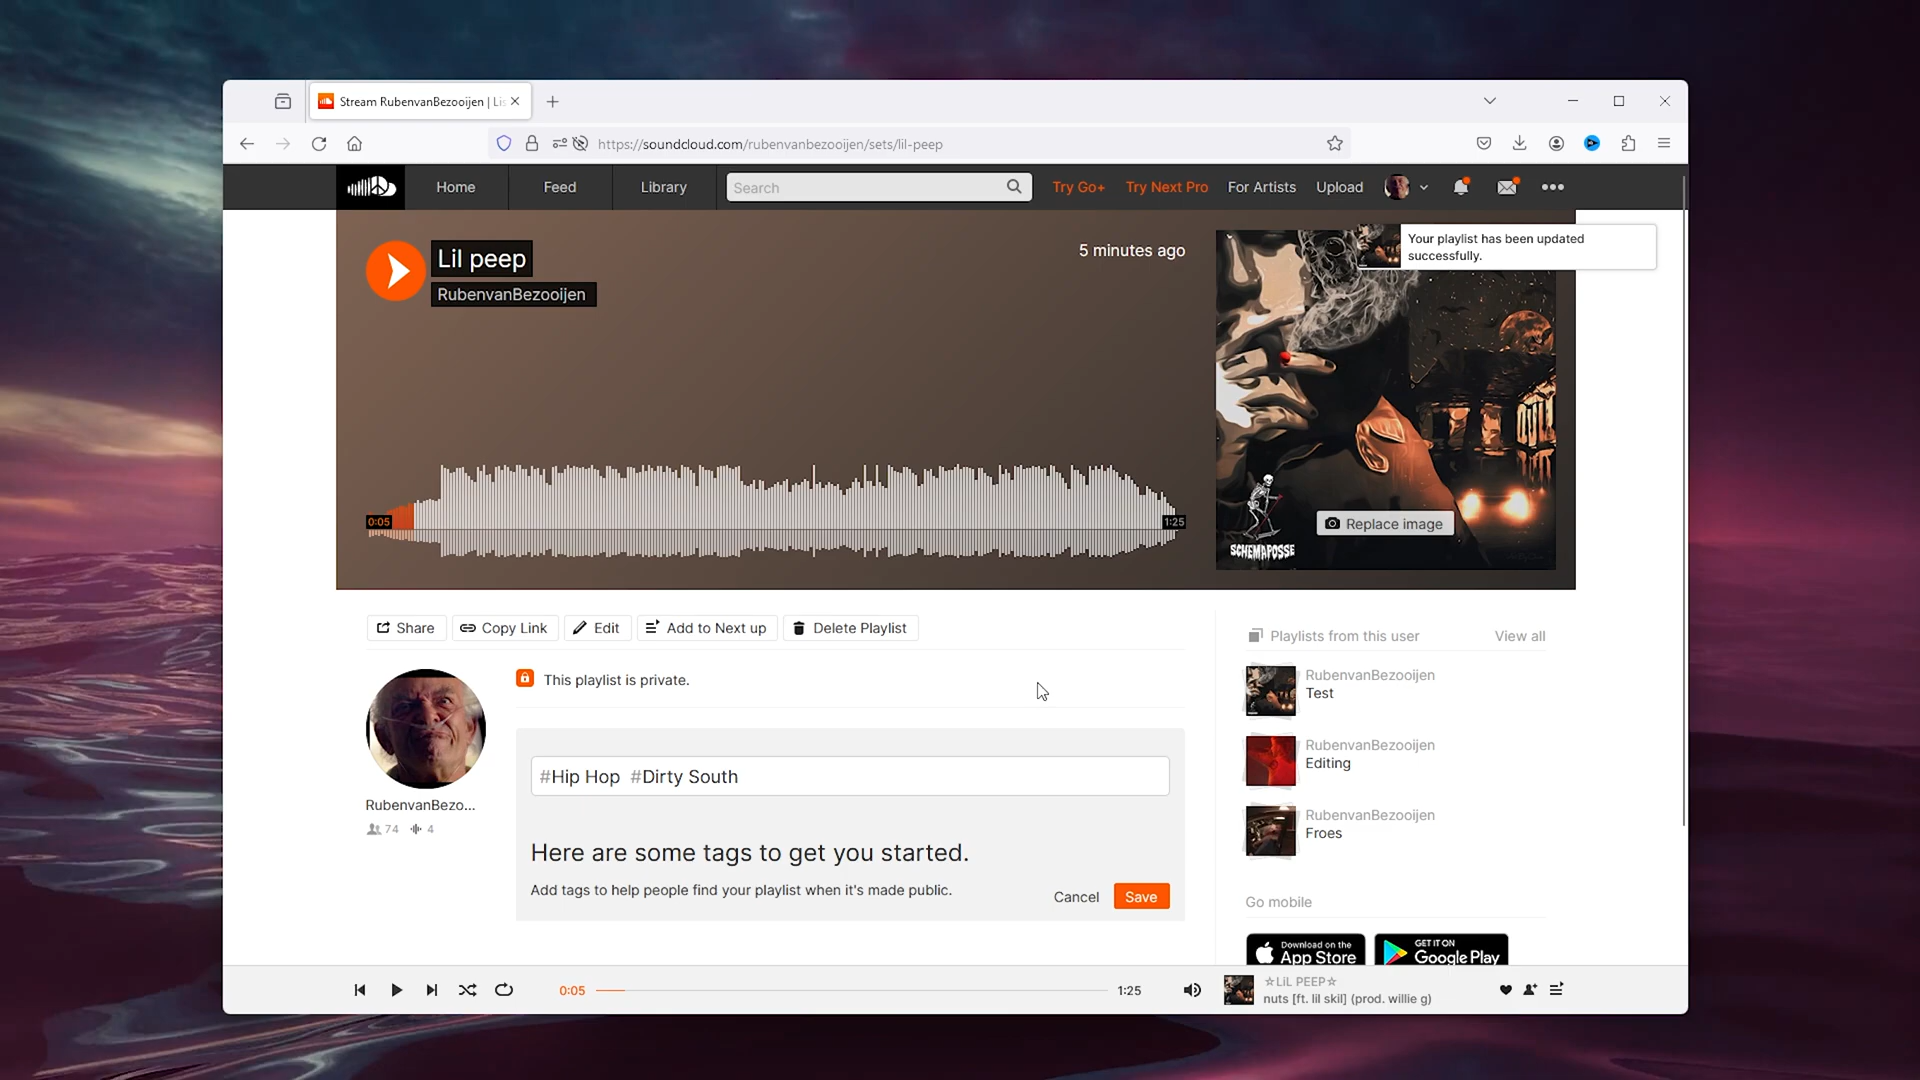 Stream RubenvanBezooijen | Lis
https://soundcloud.com/rubenvanbezooijen/sets/lil-peep
Home
Feed
Library
Search
Try Go+
Try Next Pro
For Artists
Upload
Lil peep
RubenvanBezooijen
5 minutes ago
Your playlist has been updated
successfully.
0:05
1:25
SCHEMAPOSSE
Replace image
Share
Copy Link
Edit
Add to Next up
Delete Playlist
This playlist is private.
RubenvanBezo...
74
4
#Hip Hop #Dirty South
Here are some tags to get you started.
Add tags to help people find your playlist when it's made public.
Cancel
Save
Playlists from this user
View all
RubenvanBezooijen
Test
RubenvanBezooijen
Editing
RubenvanBezooijen
Froes
Go mobile
Download on the
App Store
GET IT ON
Google Play
0:05
1:25
☆LiL PEEP☆
nuts [ft. lil skil] (prod. willie g)